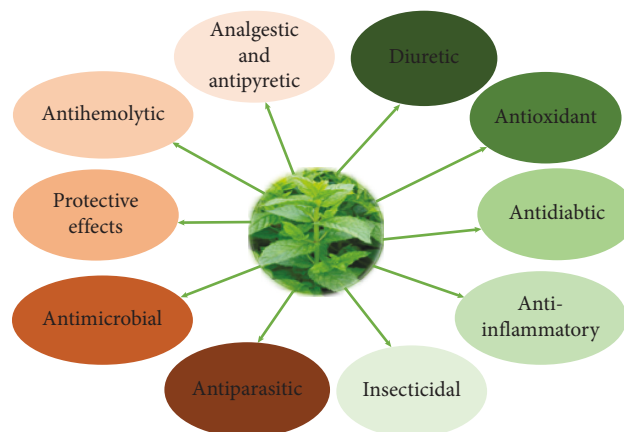 Analgestic
and
antipyretic
Diuretic
Antihemolytic
Antioxidant
Protective
effects
Antidiabtic
Antimicrobial
Anti-
inflammatory
Antiparasitic
Insecticidal